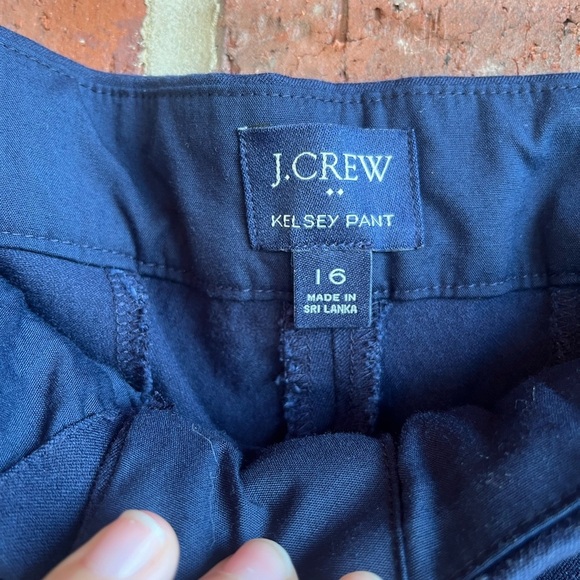 J.CREW
KELSEY PANT
16
MADE IN
SRI LANKA